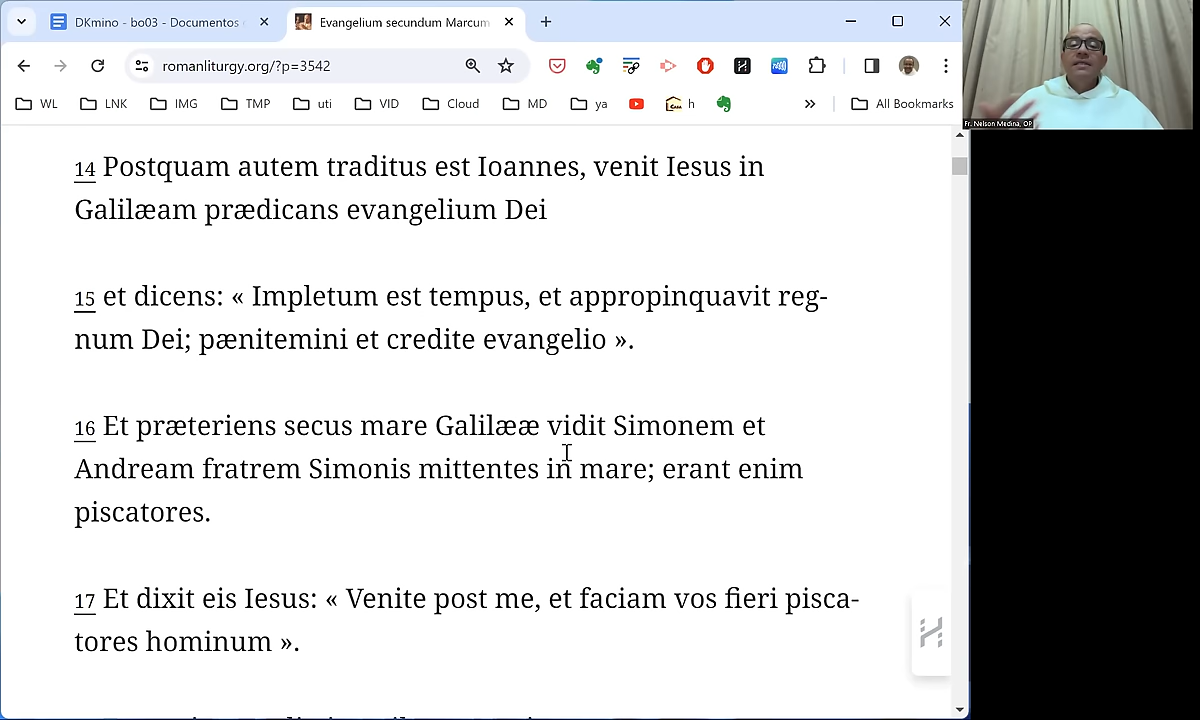 DKmino - bo03 - Documentos
Evangelium secundum Marcum
romanliturgy.org/?p=3542
WL LNK IMG TMP uti VID Cloud MD ya h » All Bookmarks
Fr. Nelson Medina, OP
14 Postquam autem traditus est Ioannes, venit Iesus in
Galilæam prædicans evangelium Dei
15 et dicens: « Impletum est tempus, et appropinquavit reg-
num Dei; pænitemini et credite evangelio ».
16 Et præteriens secus mare Galilææ vidit Simonem et
Andream fratrem Simonis mittentes in mare; erant enim
piscatores.
17 Et dixit eis Iesus: « Venite post me, et faciam vos fieri pisca-
tores hominum ».